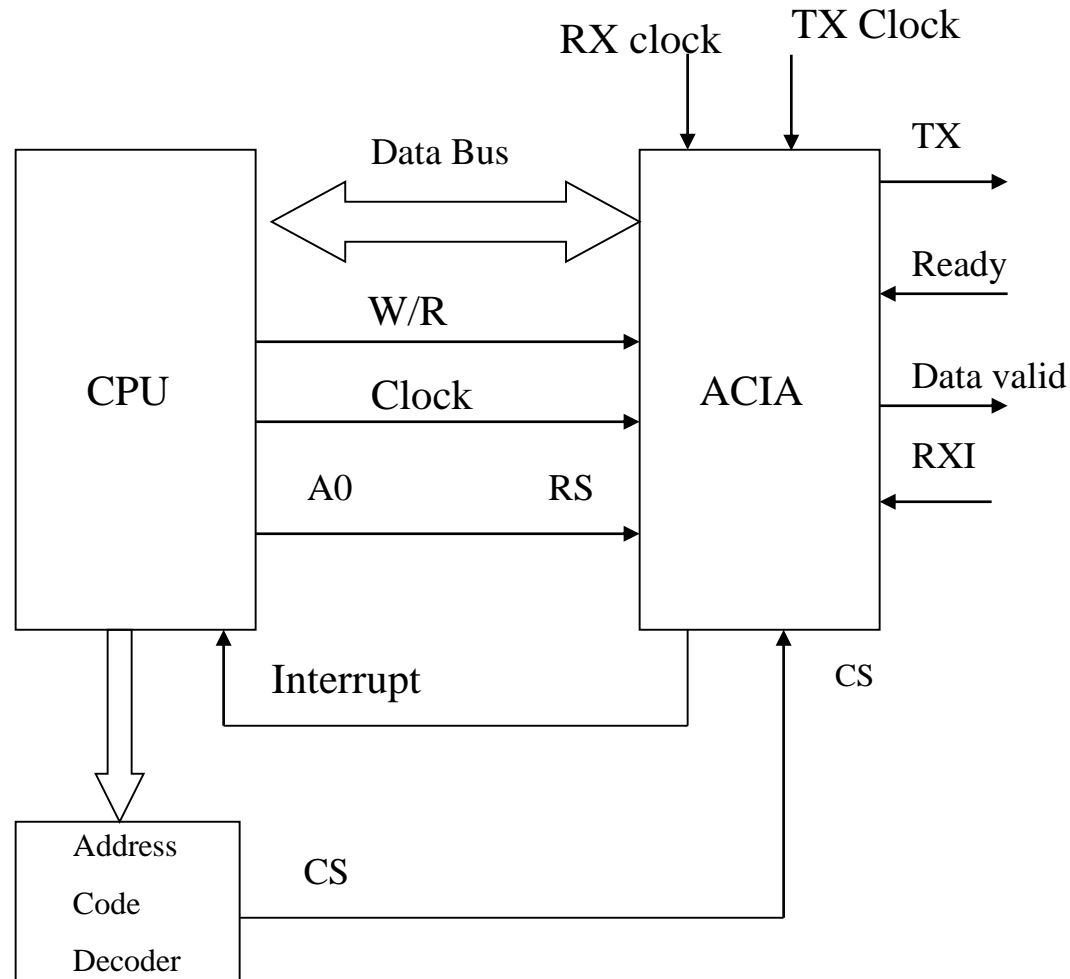 RX clock
TX Clock
TX
Data Bus
Ready
W/R
CPU
Clock
ACIA
Data valid
RXI
A0
RS
Interrupt
CS
Address
Code
Decoder
CS